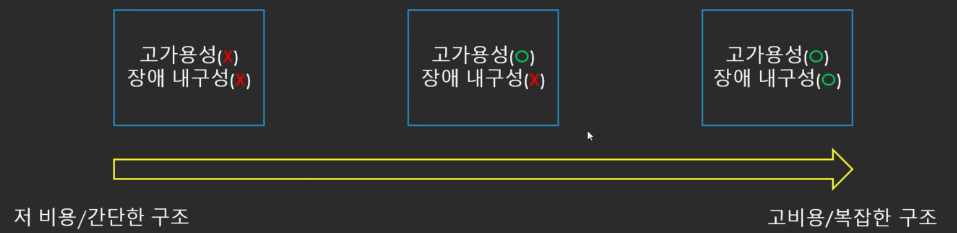 고가용성(X)
장애 내구성(X)
고가용성(O)
장애 내구성(X)
고가용성(O)
장애 내구성(O)
저 비용/간단한 구조
고비용/복잡한 구조